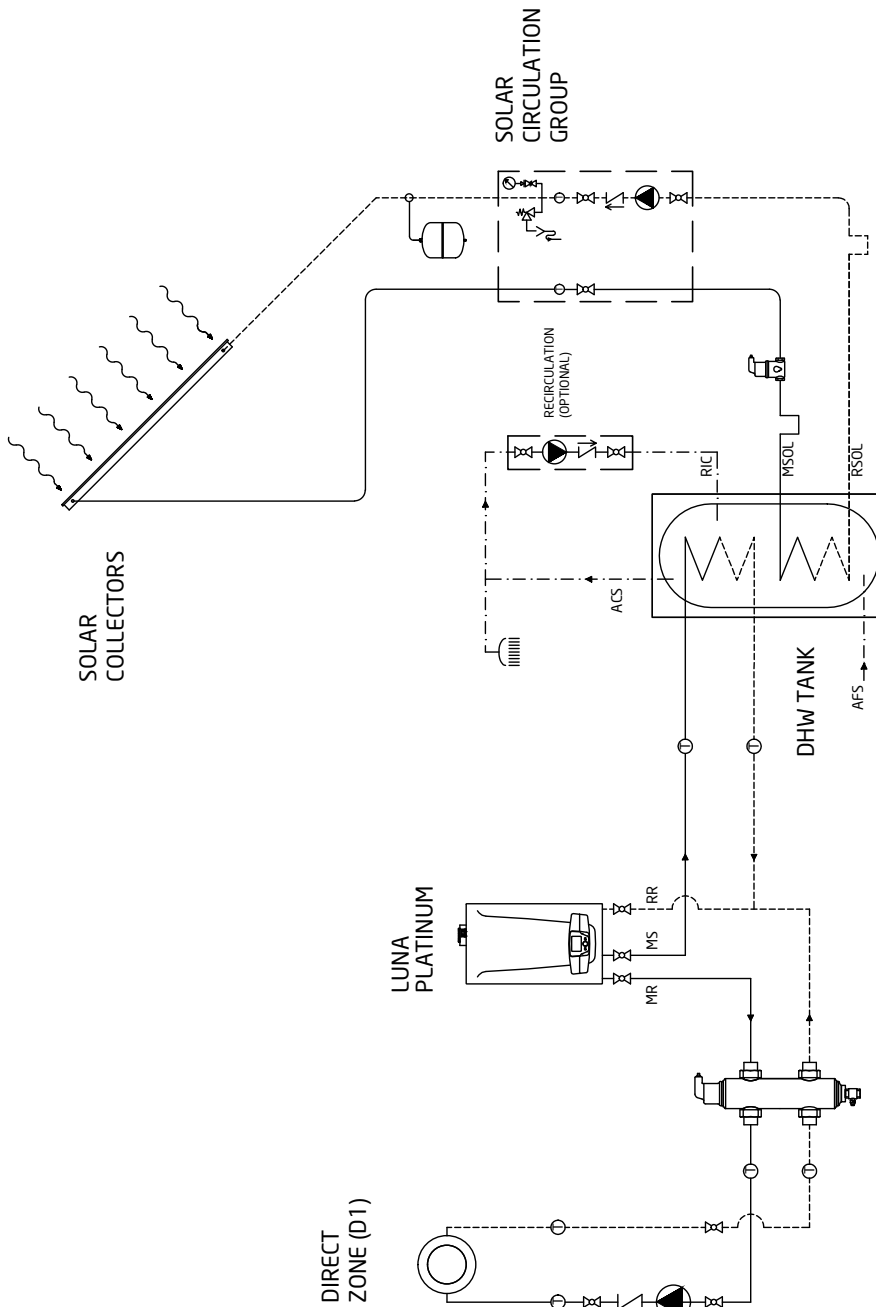 SOLAR
COLLECTORS
SOLAR
CIRCULATION
GROUP
RECIRCULATION
(OPTIONAL)
RIC
MSOL
RSOL
ACS
AFS
DHW TANK
LUNA
PLATINUM
RR
MS
MR
DIRECT
ZONE (D1)
T
T
T
T
T
T